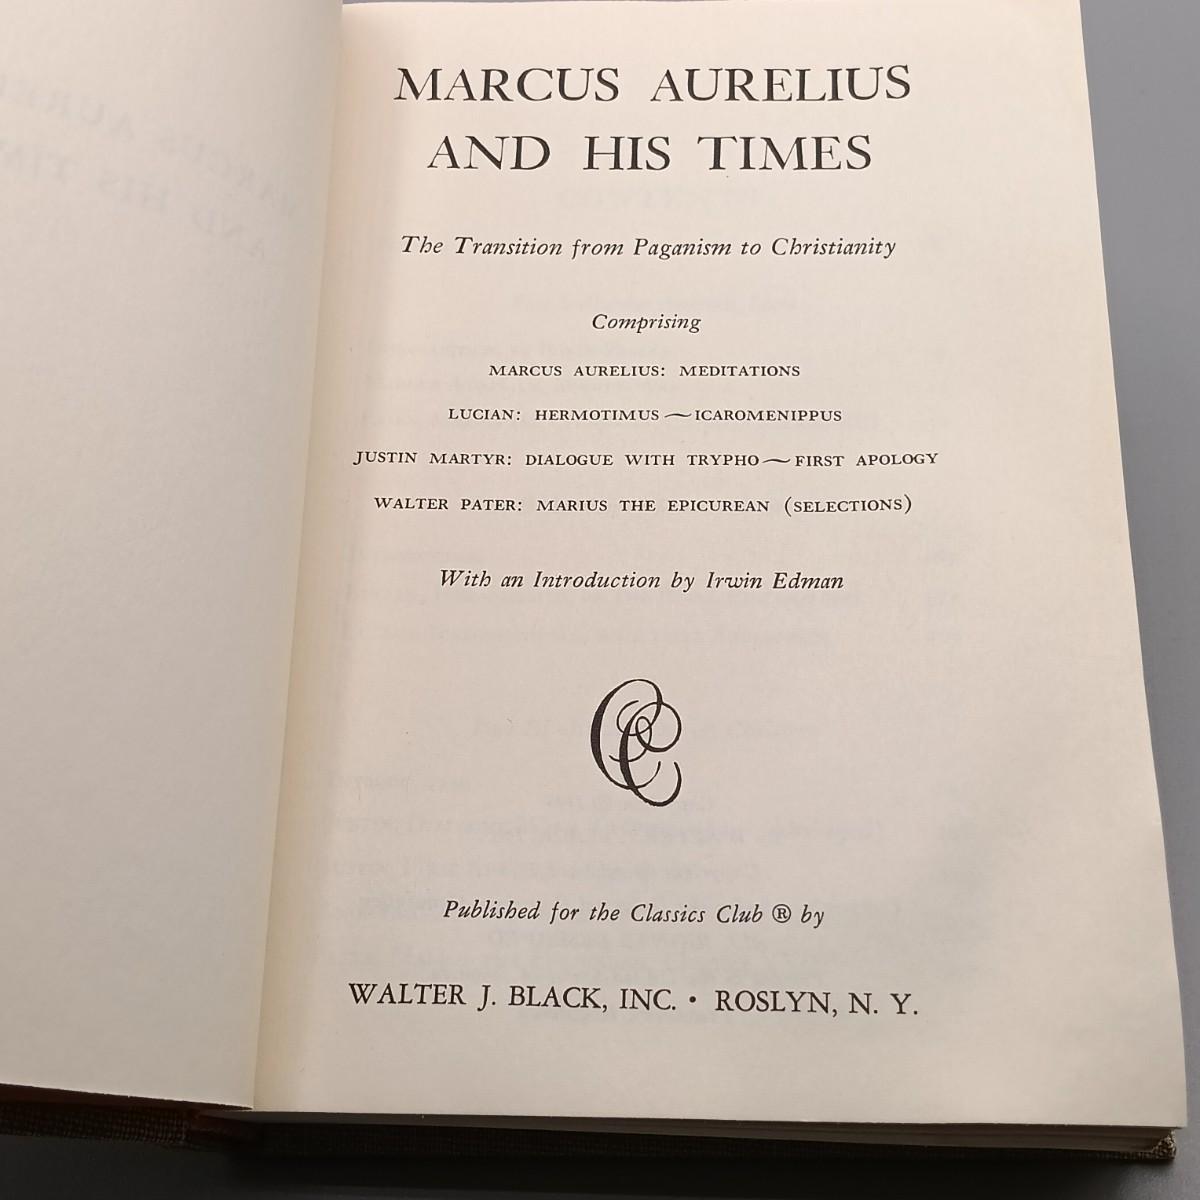 MARCUS AURELIUS
AND HIS TIMES
The Transition from Paganism to Christianity
Comprising
MARCUS AURELIUS: MEDITATIONS
LUCIAN: HERMOTIMUS ~ ICAROMENIPPUS
JUSTIN MARTYR: DIALOGUE WITH TRYPHO ~ FIRST APOLOGY
WALTER PATER: MARIUS THE EPICUREAN (SELECTIONS)
With an Introduction by Irwin Edman
CC
Published for the Classics Club ® by
WALTER J. BLACK, INC. • ROSLYN, N. Y.